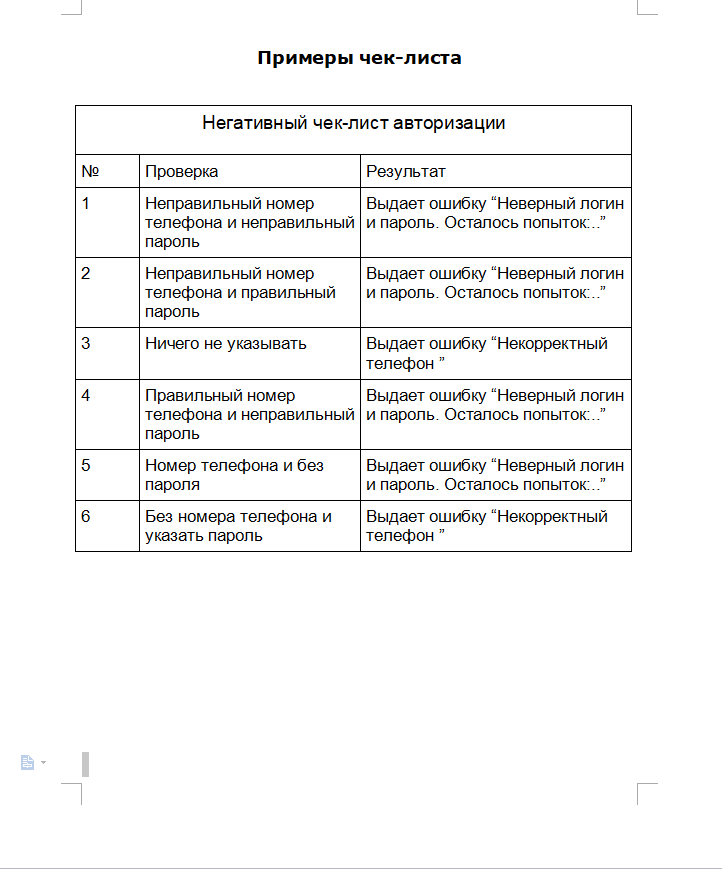 Примеры чек-листа
Негативный чек-лист авторизации
№ Проверка Результат
1 Неправильный номер Выдает ошибку “Неверный логин
телефона и неправильный и пароль. Осталось попыток:..”
пароль
2 Неправильный номер Выдает ошибку “Неверный логин
телефона и правильный и пароль. Осталось попыток:..”
пароль
3 Ничего не указывать Выдает ошибку “Некорректный
телефон ”
4 Правильный номер Выдает ошибку “Неверный логин
телефона и неправильный и пароль. Осталось попыток:..”
пароль
5 Номер телефона и без Выдает ошибку “Неверный логин
пароля и пароль. Осталось попыток:..”
6 Без номера телефона и Выдает ошибку “Некорректный
указать пароль телефон ”